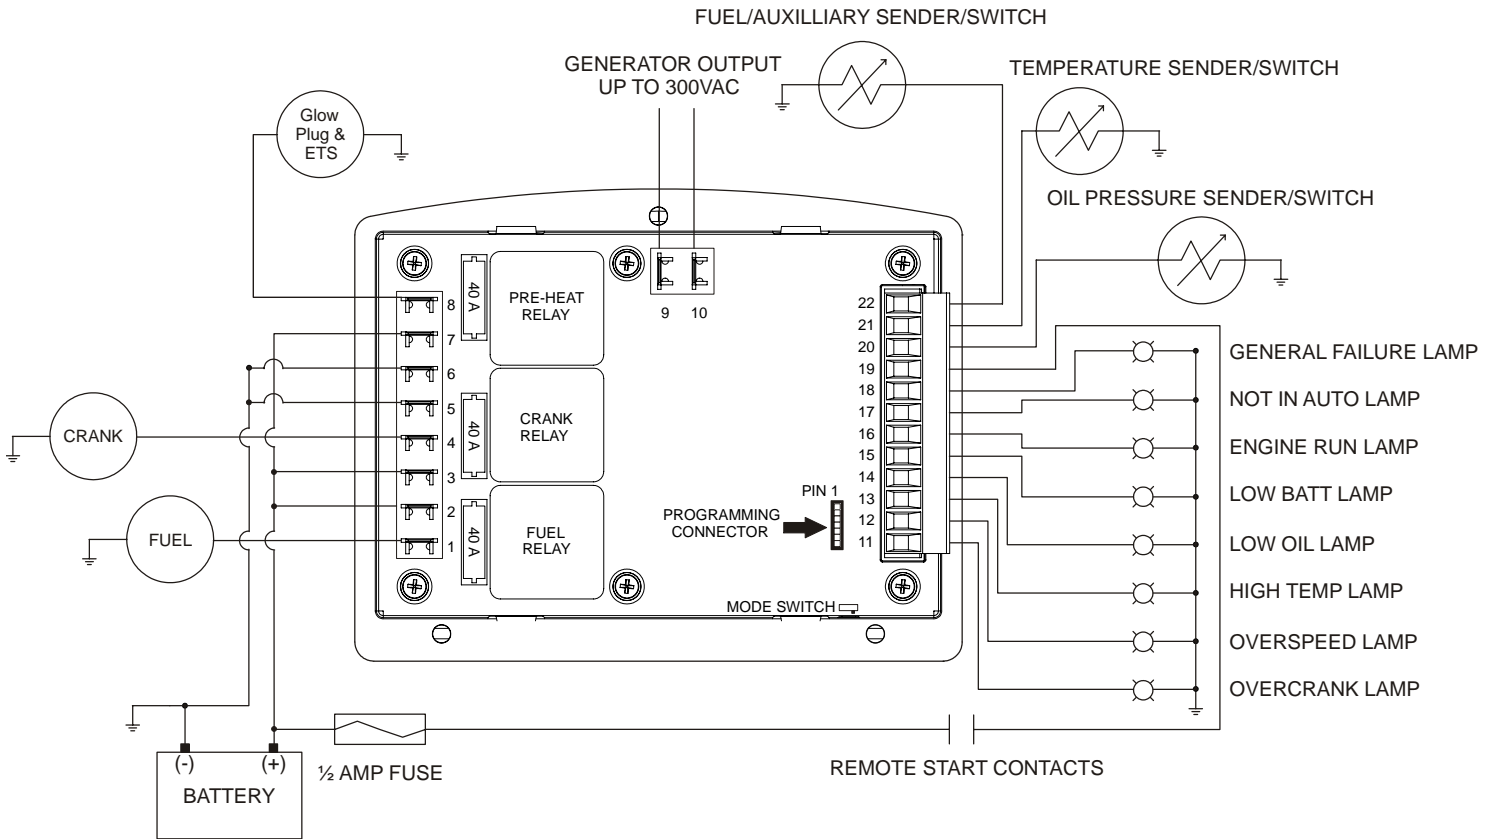 FUEL/AUXILLIARY SENDER/SWITCH
GENERATOR OUTPUT
UP TO 300VAC
TEMPERATURE SENDER/SWITCH
Glow
Plug &
ETS
OIL PRESSURE SENDER/SWITCH
40 A
PRE-HEAT
RELAY
8
7
6
5
4
3
2
1
9 10
40 A
CRANK
RELAY
40 A
FUEL
RELAY
CRANK
FUEL
22
21
20
19
18
17
16
15
14
13
12
11
PIN 1
PROGRAMMING
CONNECTOR
MODE SWITCH
GENERAL FAILURE LAMP
NOT IN AUTO LAMP
ENGINE RUN LAMP
LOW BATT LAMP
LOW OIL LAMP
HIGH TEMP LAMP
OVERSPEED LAMP
OVERCRANK LAMP
(-) (+)
BATTERY
½ AMP FUSE
REMOTE START CONTACTS